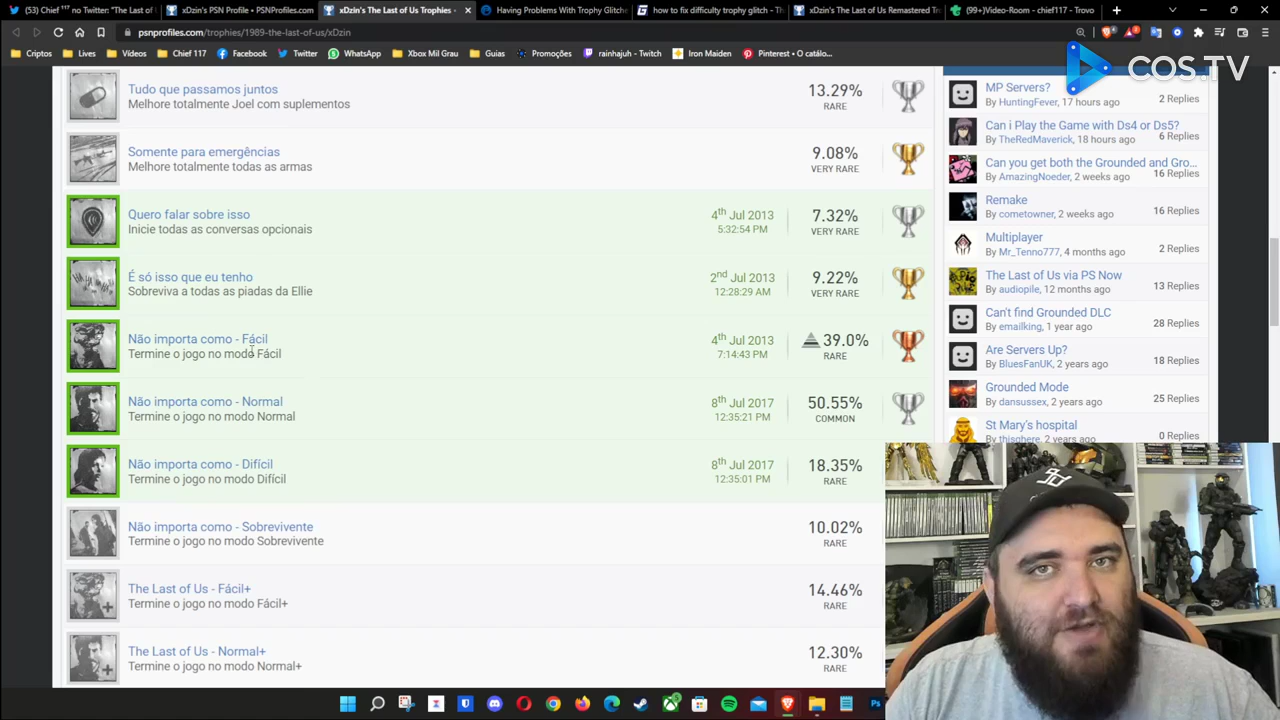 (53) Chief ¹¹⁷ no Twitter: "The Last of
xDzin's PSN Profile • PSNProfiles.com
xDzin's The Last of Us Trophies •
Having Problems With Trophy Glitche
how to fix difficulty trophy glitch - Th
xDzin's The Last of Us Remastered Tr
(99+)Video-Room - chief117 - Trovo
psnprofiles.com/trophies/1989-the-last-of-us/xDzin
Criptos
Lives
Vídeos
Chief 117
Facebook
Twitter
WhatsApp
Xbox Mil Grau
Guias
Promoções
rainhajuh - Twitch
Iron Maiden
Pinterest • O catálo...
COS.TV
Tudo que passamos juntos
Melhore totalmente Joel com suplementos
13.29%
RARE
Somente para emergências
Melhore totalmente todas as armas
9.08%
VERY RARE
Quero falar sobre isso
Inicie todas as conversas opcionais
4th Jul 2013
5:32:54 PM
7.32%
VERY RARE
É só isso que eu tenho
Sobreviva a todas as piadas da Ellie
2nd Jul 2013
12:28:29 AM
9.22%
VERY RARE
Não importa como - Fácil
Termine o jogo no modo Fácil
4th Jul 2013
7:14:43 PM
39.0%
RARE
Não importa como - Normal
Termine o jogo no modo Normal
8th Jul 2017
12:35:21 PM
50.55%
COMMON
Não importa como - Difícil
Termine o jogo no modo Difícil
8th Jul 2017
12:35:01 PM
18.35%
RARE
Não importa como - Sobrevivente
Termine o jogo no modo Sobrevivente
10.02%
RARE
The Last of Us - Fácil+
Termine o jogo no modo Fácil+
14.46%
RARE
The Last of Us - Normal+
Termine o jogo no modo Normal+
12.30%
RARE
MP Servers?
By HuntingFever, 17 hours ago
2 Replies
Can i Play the Game with Ds4 or Ds5?
By TheRedMaverick, 18 hours ago
6 Replies
Can you get both the Grounded and Gro...
By AmazingNoeder, 2 weeks ago
16 Replies
Remake
By cometowner, 2 weeks ago
16 Replies
Multiplayer
By Mr_Tenno777, 4 months ago
2 Replies
The Last of Us via PS Now
By audiopile, 12 months ago
13 Replies
Can't find Grounded DLC
By emailking, 1 year ago
28 Replies
Are Servers Up?
By BluesFanUK, 2 years ago
18 Replies
Grounded Mode
By dansussex, 2 years ago
25 Replies
St Mary's hospital
By thisghere, 2 years ago
0 Replies